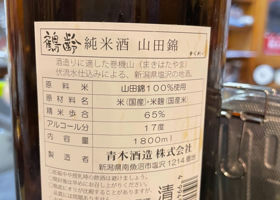 鶴齢 純米酒 山田錦
かくれい
酒造りに適した巻機山（まきはたやま）
伏流水仕込みによる、新潟県塩沢の地酒。
原料米 山田錦100%使用
原材料名 米（国産）・米麹（国産米）
精米歩合 65%
アルコール分 17度
内容量 1800ml
製造者 青木酒造株式会社
新潟県南魚沼市塩沢1214番地
清